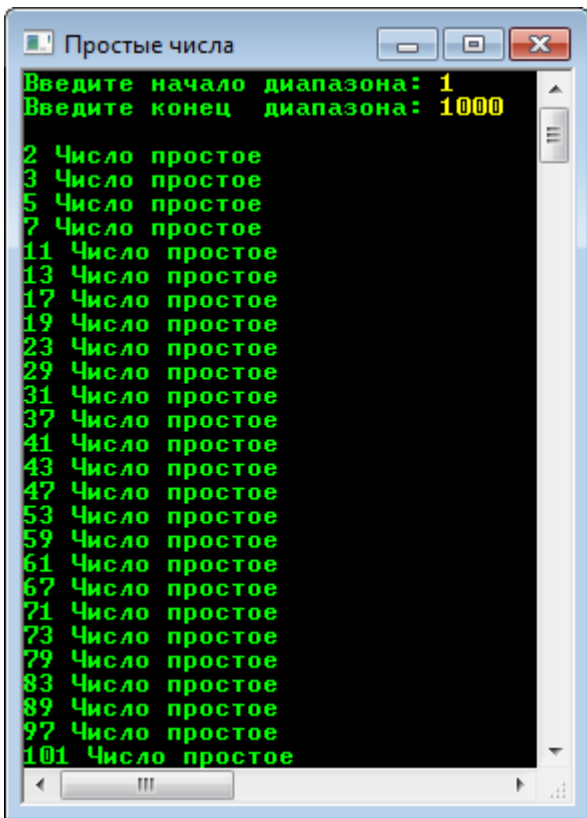 Простые числа
Введите начало диапазона: 1
Введите конец  диапазона: 1000
2 Число простое
3 Число простое
5 Число простое
7 Число простое
11 Число простое
13 Число простое
17 Число простое
19 Число простое
23 Число простое
29 Число простое
31 Число простое
37 Число простое
41 Число простое
43 Число простое
47 Число простое
53 Число простое
59 Число простое
61 Число простое
67 Число простое
71 Число простое
73 Число простое
79 Число простое
83 Число простое
89 Число простое
97 Число простое
101 Число простое